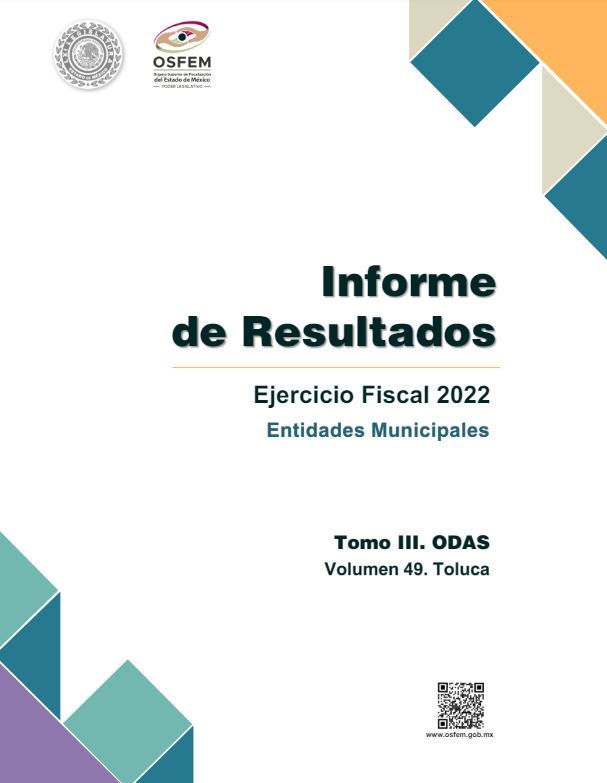 OSFEM
Órgano Superior de Fiscalización
del Estado de México
PODER LEGISLATIVO
Informe
de Resultados
Ejercicio Fiscal 2022
Entidades Municipales
Tomo III. ODAS
Volumen 49. Toluca
www.osfem.gob.mx